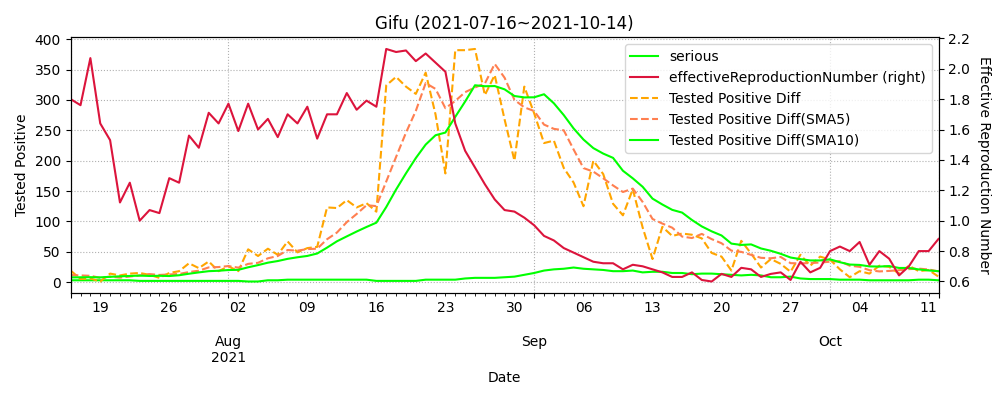 Gifu (2021-07-16~2021-10-14)
400
350
300
250
200
150
100
50
0
Tested Positive
2.2
2.0
1.8
1.6
1.4
1.2
1.0
0.8
0.6
Effective Reproduction Number
serious
effectiveReproductionNumber (right)
Tested Positive Diff
Tested Positive Diff(SMA5)
Tested Positive Diff(SMA10)
19 26 02 09 16 23 30 06 13 20 27 04 11
Aug Sep Oct
2021
Date